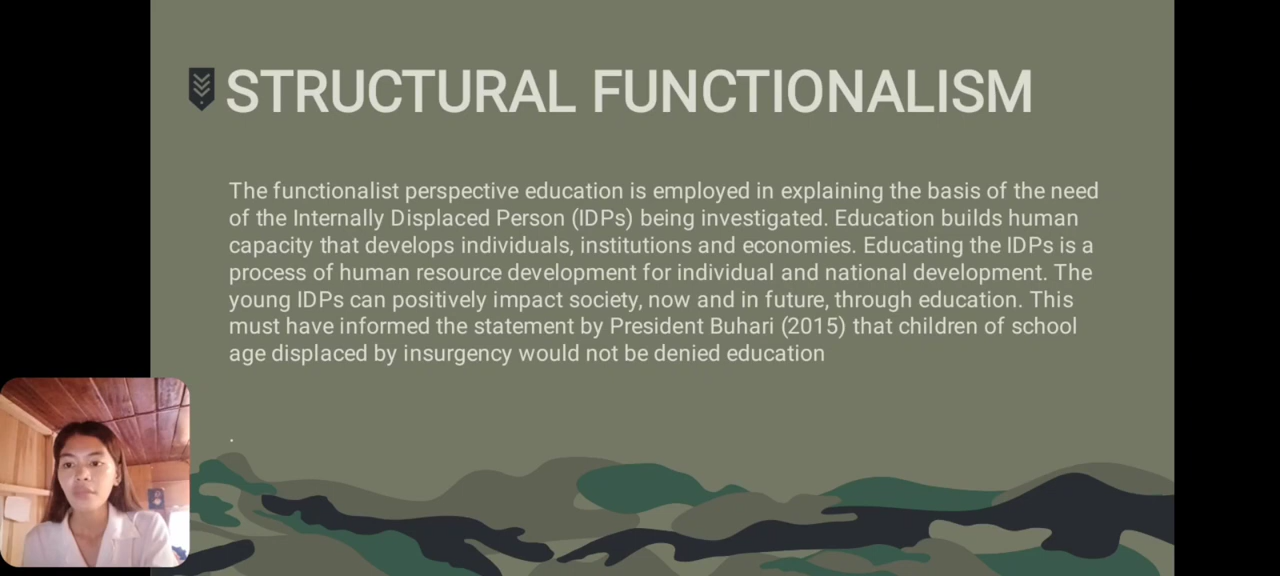 STRUCTURAL FUNCTIONALISM
The functionalist perspective education is employed in explaining the basis of the need
of the Internally Displaced Person (IDPs) being investigated. Education builds human
capacity that develops individuals, institutions and economies. Educating the IDPs is a
process of human resource development for individual and national development. The
young IDPs can positively impact society, now and in future, through education. This
must have informed the statement by President Buhari (2015) that children of school
age displaced by insurgency would not be denied education
.